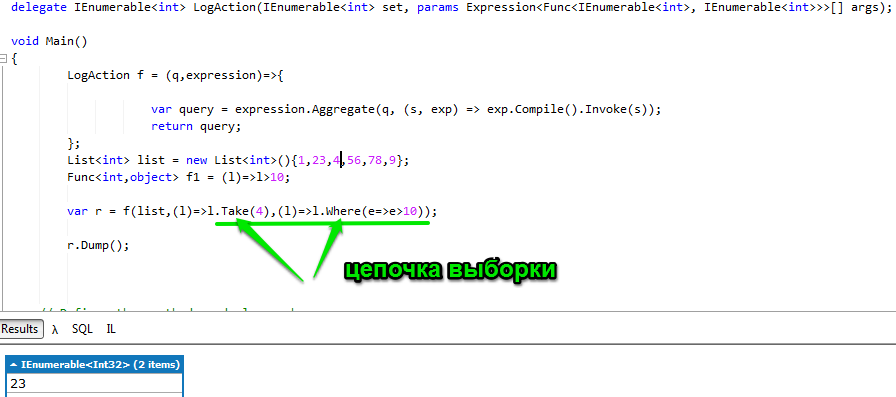 delegate IEnumerable<int> LogAction(IEnumerable<int> set, params Expression<Func<IEnumerable<int>, IEnumerable<int>>>[] args);
void Main()
{
LogAction f = (q,expression)=>{
var query = expression.Aggregate(q, (s, exp) => exp.Compile().Invoke(s));
return query;
};
List<int> list = new List<int>(){1,23,4,56,78,9};
Func<int,object> f1 = (l)=>l>10;
var r = f(list,(l)=>l.Take(4),(l)=>l.Where(e=>e>10));
r.Dump();
цепочка выборки
Results λ SQL IL
IEnumerable<Int32> (2 items)
23